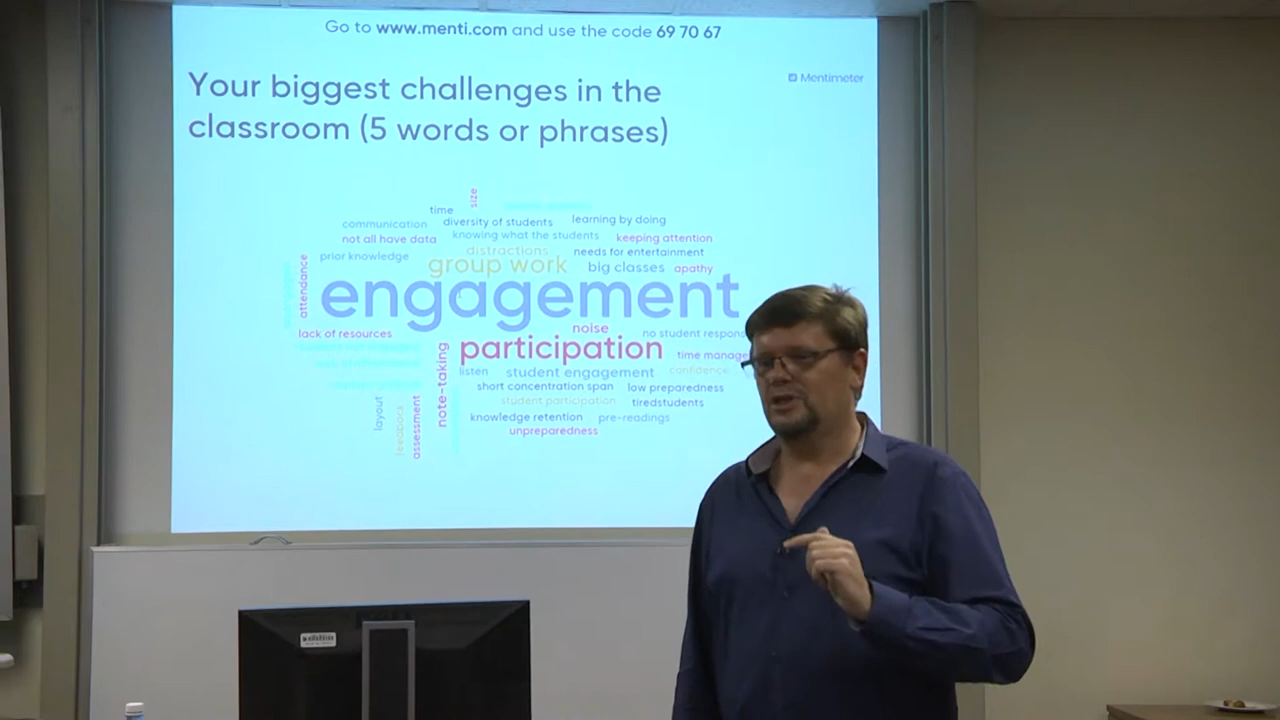 Go to www.menti.com and use the code 69 70 67
Mentimeter
Your biggest challenges in the
classroom (5 words or phrases)
size
time
communication
diversity of students
learning by doing
not all have data
knowing what the students
keeping attention
prior knowledge
distractions
needs for entertainment
group work
big classes
apathy
attendance
engagement
lack of resources
noise
no student respons
participation
time manage
note-taking
listen
student engagement
confidence
short concentration span
low preparedness
student participation
tiredstudents
layout
feedback
assessment
knowledge retention
pre-readings
unpreparedness